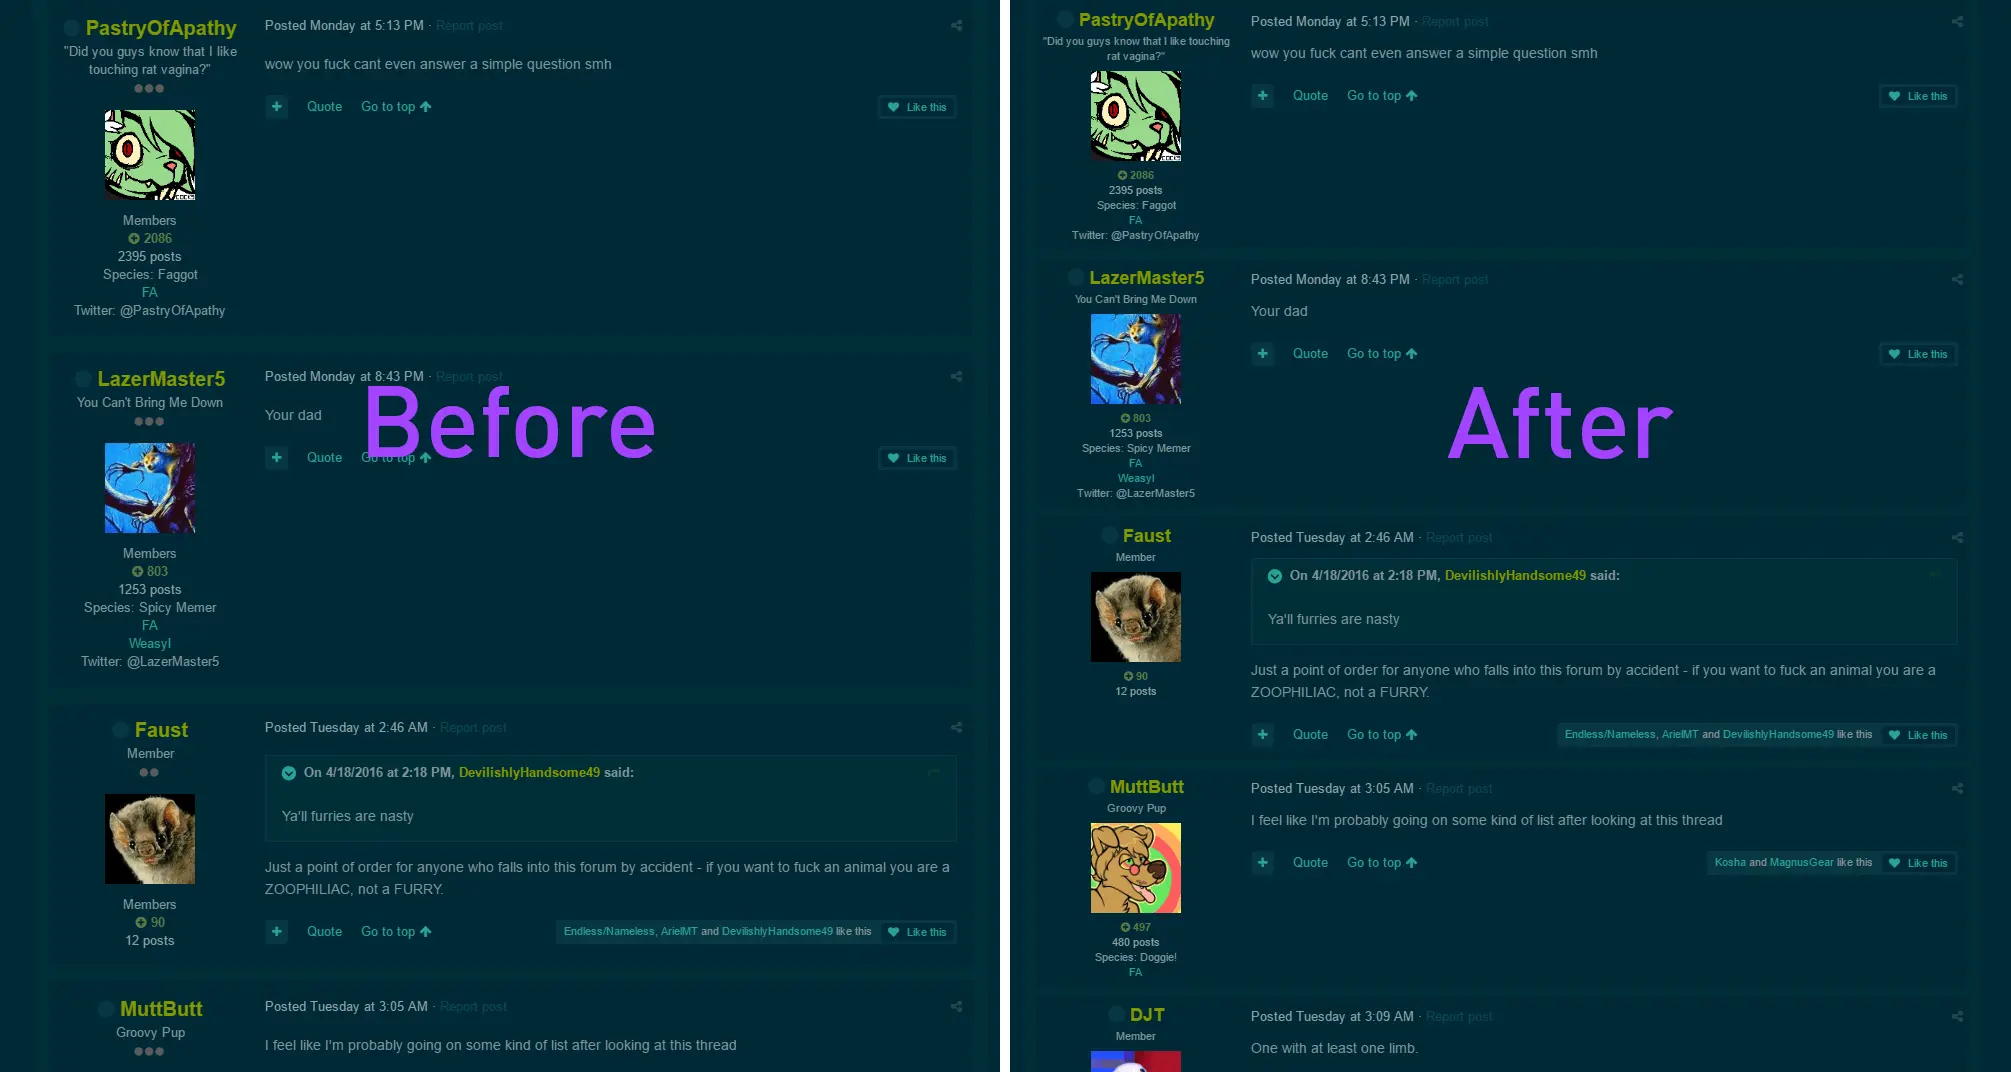 PastryOfApathy
"Did you guys know that I like
touching rat vagina?"
Members
2086
2395 posts
Species: Faggot
FA
Twitter: @PastryOfApathy
Posted Monday at 5:13 PM · Report post
wow you fuck cant even answer a simple question smh
+ Quote Go to top
Like this
LazerMaster5
You Can't Bring Me Down
Members
803
1253 posts
Species: Spicy Memer
FA
Weasyl
Twitter: @LazerMaster5
Posted Monday at 8:43 PM · Report post
Your dad
+ Quote Go to top
Like this
Before
Faust
Member
Members
90
12 posts
Posted Tuesday at 2:46 AM · Report post
On 4/18/2016 at 2:18 PM, DevilishlyHandsome49 said:
Ya'll furries are nasty
Just a point of order for anyone who falls into this forum by accident - if you want to fuck an animal you are a
ZOOPHILIAC, not a FURRY.
+ Quote Go to top
Endless/Nameless, ArielMT and DevilishlyHandsome49 like this
Like this
MuttButt
Groovy Pup
Posted Tuesday at 3:05 AM · Report post
I feel like I'm probably going on some kind of list after looking at this thread
PastryOfApathy
"Did you guys know that I like touching
rat vagina?"
2086
2395 posts
Species: Faggot
FA
Twitter: @PastryOfApathy
Posted Monday at 5:13 PM · Report post
wow you fuck cant even answer a simple question smh
+ Quote Go to top
Like this
LazerMaster5
You Can't Bring Me Down
803
1253 posts
Species: Spicy Memer
FA
Weasyl
Twitter: @LazerMaster5
Posted Monday at 8:43 PM · Report post
Your dad
+ Quote Go to top
Like this
After
Faust
Member
90
12 posts
Posted Tuesday at 2:46 AM · Report post
On 4/18/2016 at 2:18 PM, DevilishlyHandsome49 said:
Ya'll furries are nasty
Just a point of order for anyone who falls into this forum by accident - if you want to fuck an animal you are a
ZOOPHILIAC, not a FURRY.
+ Quote Go to top
Endless/Nameless, ArielMT and DevilishlyHandsome49 like this
Like this
MuttButt
Groovy Pup
497
480 posts
Species: Doggie!
FA
Posted Tuesday at 3:05 AM · Report post
I feel like I'm probably going on some kind of list after looking at this thread
+ Quote Go to top
Kosha and MagnusGear like this
Like this
DJT
Member
Posted Tuesday at 3:09 AM · Report post
One with at least one limb.